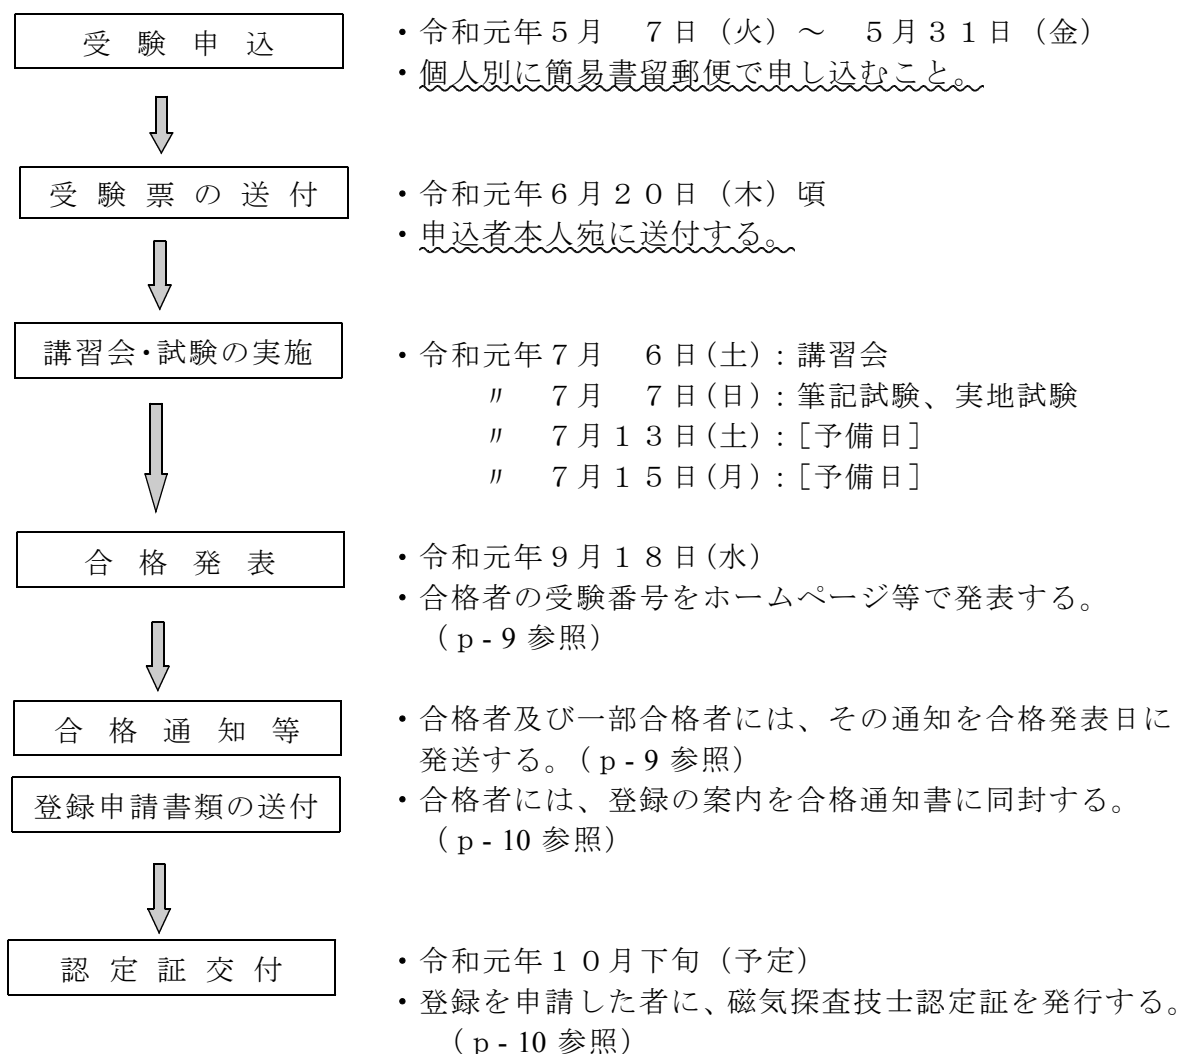 受験申込
・令和元年５月　７日（火）～　５月３１日（金）
・個人別に簡易書留郵便で申し込むこと。
受験票の送付
・令和元年６月２０日（木）頃
・申込者本人宛に送付する。
講習会・試験の実施
・令和元年７月　６日(土)：講習会
〃　７月　７日(日)：筆記試験、実地試験
〃　７月１３日(土)：[予備日]
〃　７月１５日(月)：[予備日]
合格発表
・令和元年９月１８日(水)
・合格者の受験番号をホームページ等で発表する。
（ｐ- 9 参照）
合格通知等
・合格者及び一部合格者には、その通知を合格発表日に
発送する。（ｐ- 9 参照）
登録申請書類の送付
・合格者には、登録の案内を合格通知書に同封する。
（ｐ- 10 参照）
認定証交付
・令和元年１０月下旬（予定）
・登録を申請した者に、磁気探査技士認定証を発行する。
（ｐ- 10 参照）